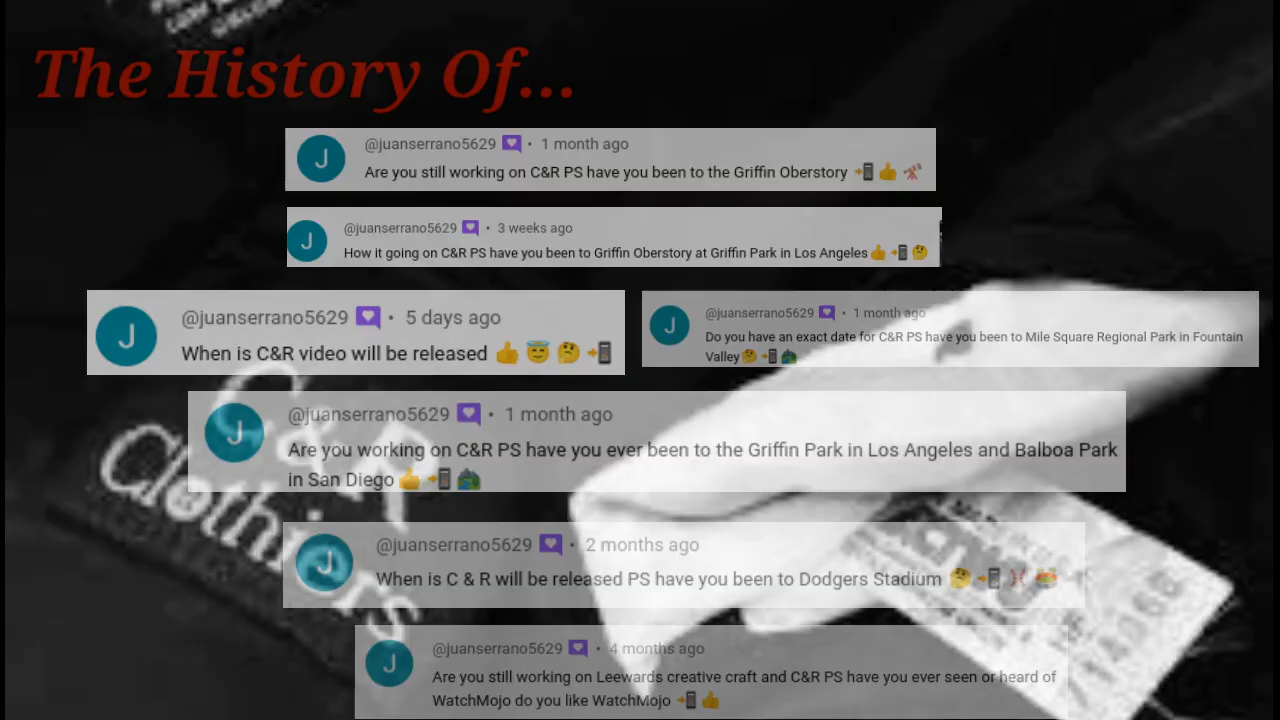 The History Of...
@juanserrano5629 • 1 month ago
Are you still working on C&R PS have you been to the Griffin Oberstory 📲 👍 🔭
@juanserrano5629 • 3 weeks ago
How it going on C&R PS have you been to Griffin Oberstory at Griffin Park in Los Angeles 👍 📲 🤔
@juanserrano5629 • 5 days ago
When is C&R video will be released 👍 😇 🤔 📲
@juanserrano5629 • 1 month ago
Do you have an exact date for C&R PS have you been to Mile Square Regional Park in Fountain
Valley 🤔 📲 🏞️
@juanserrano5629 • 1 month ago
Are you working on C&R PS have you ever been to the Griffin Park in Los Angeles and Balboa Park
in San Diego 👍 📲 🏞️
@juanserrano5629 • 2 months ago
When is C & R will be released PS have you been to Dodgers Stadium 🤔 📲
@juanserrano5629 • 4 months ago
Are you still working on Leewards creative craft and C&R PS have you ever seen or heard of
WatchMojo do you like WatchMojo 📲 👍
C&R
Clothiers